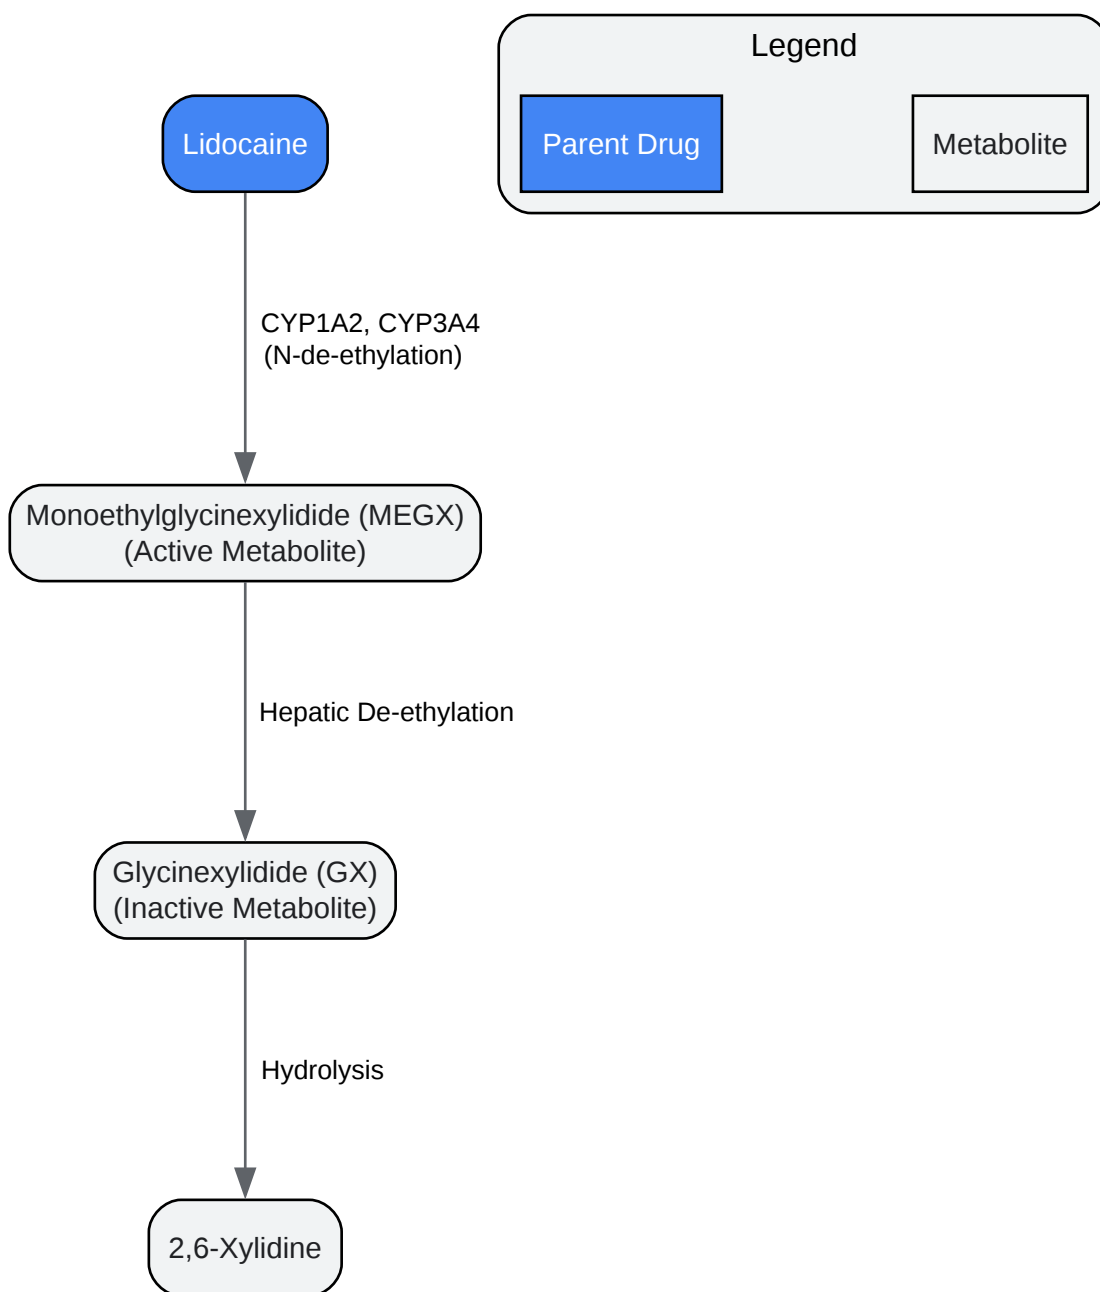 Legend
Lidocaine
Parent Drug
Metabolite
CYP1A2, CYP3A4
(N-de-ethylation)
Monoethylglycinexylidide (MEGX)
(Active Metabolite)
Hepatic De-ethylation
Glycinexylidide (GX)
(Inactive Metabolite)
Hydrolysis
2,6-Xylidine